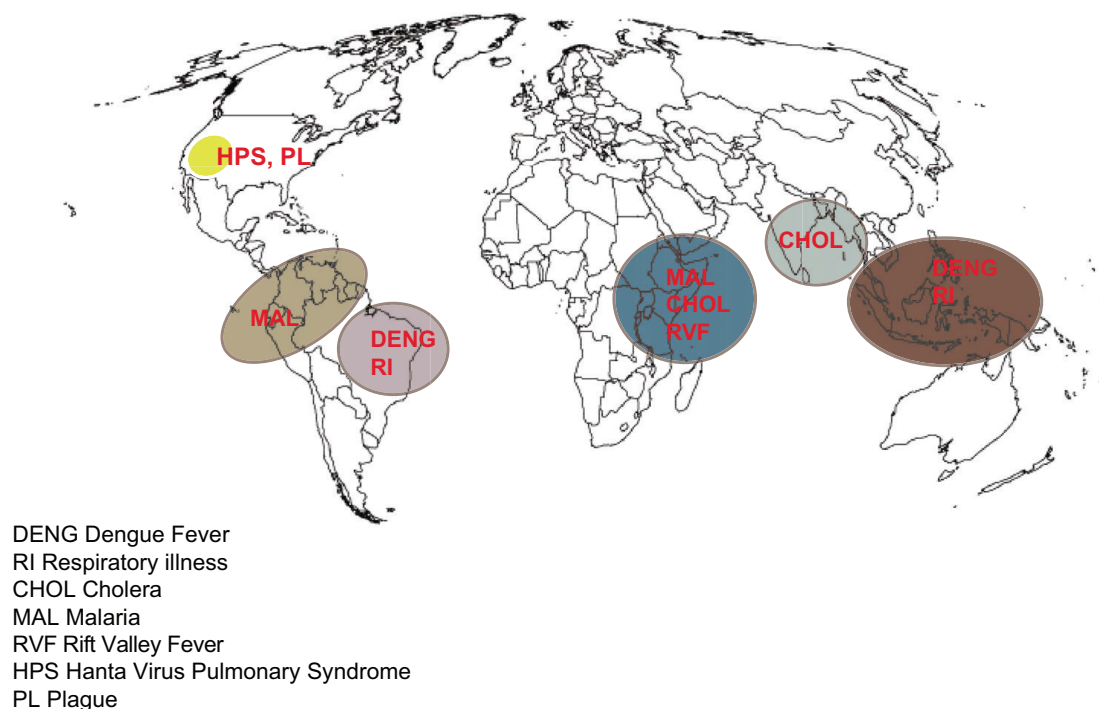 HPS, PL
MAL
DENG
RI
MAL
CHOL
RVF
CHOL
DENG
RI
DENG Dengue Fever
RI Respiratory illness
CHOL Cholera
MAL Malaria
RVF Rift Valley Fever
HPS Hanta Virus Pulmonary Syndrome
PL Plague